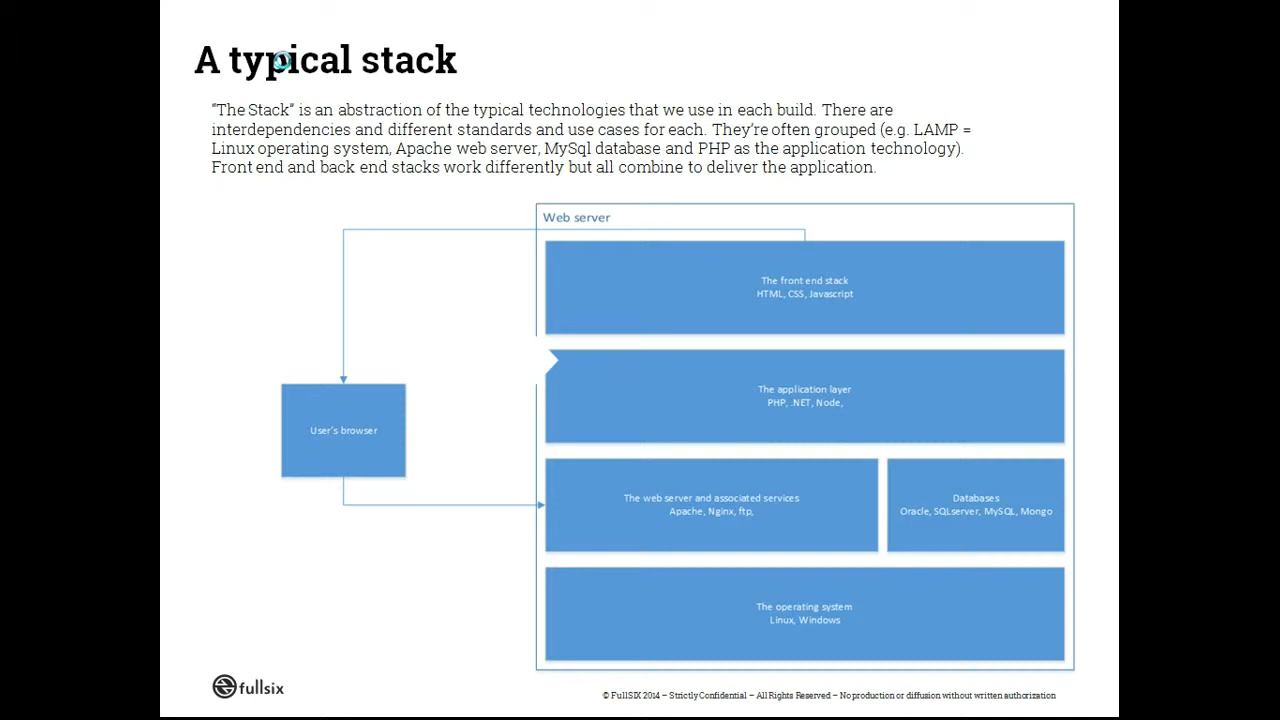 A typical stack
“The Stack” is an abstraction of the typical technologies that we use in each build. There are
interdependencies and different standards and use cases for each. They’re often grouped (e.g. LAMP =
Linux operating system, Apache web server, MySql database and PHP as the application technology).
Front end and back end stacks work differently but all combine to deliver the application.
Web server
The front end stack
HTML, CSS, Javascript
The application layer
PHP, .NET, Node,
User’s browser
The web server and associated services
Apache, Nginx, ftp,
Databases
Oracle, SQLserver, MySQL, Mongo
The operating system
Linux, Windows
fullsix
© FullSIX 2014 – Strictly Confidential – All Rights Reserved – No production or diffusion without written authorization